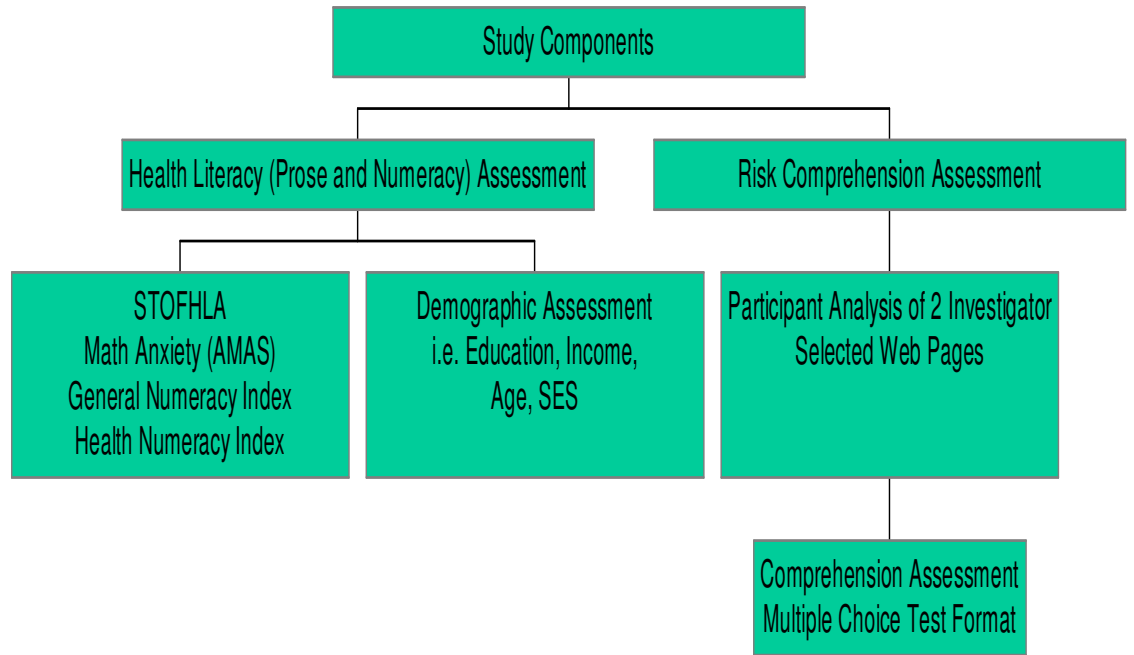 Study Components
Health Literacy (Prose and Numeracy) Assessment
Risk Comprehension Assessment
STOFHLA
Math Anxiety (AMAS)
General Numeracy Index
Health Numeracy Index
Demographic Assessment
i.e. Education, Income,
Age, SES
Participant Analysis of 2 Investigator
Selected Web Pages
Comprehension Assessment
Multiple Choice Test Format